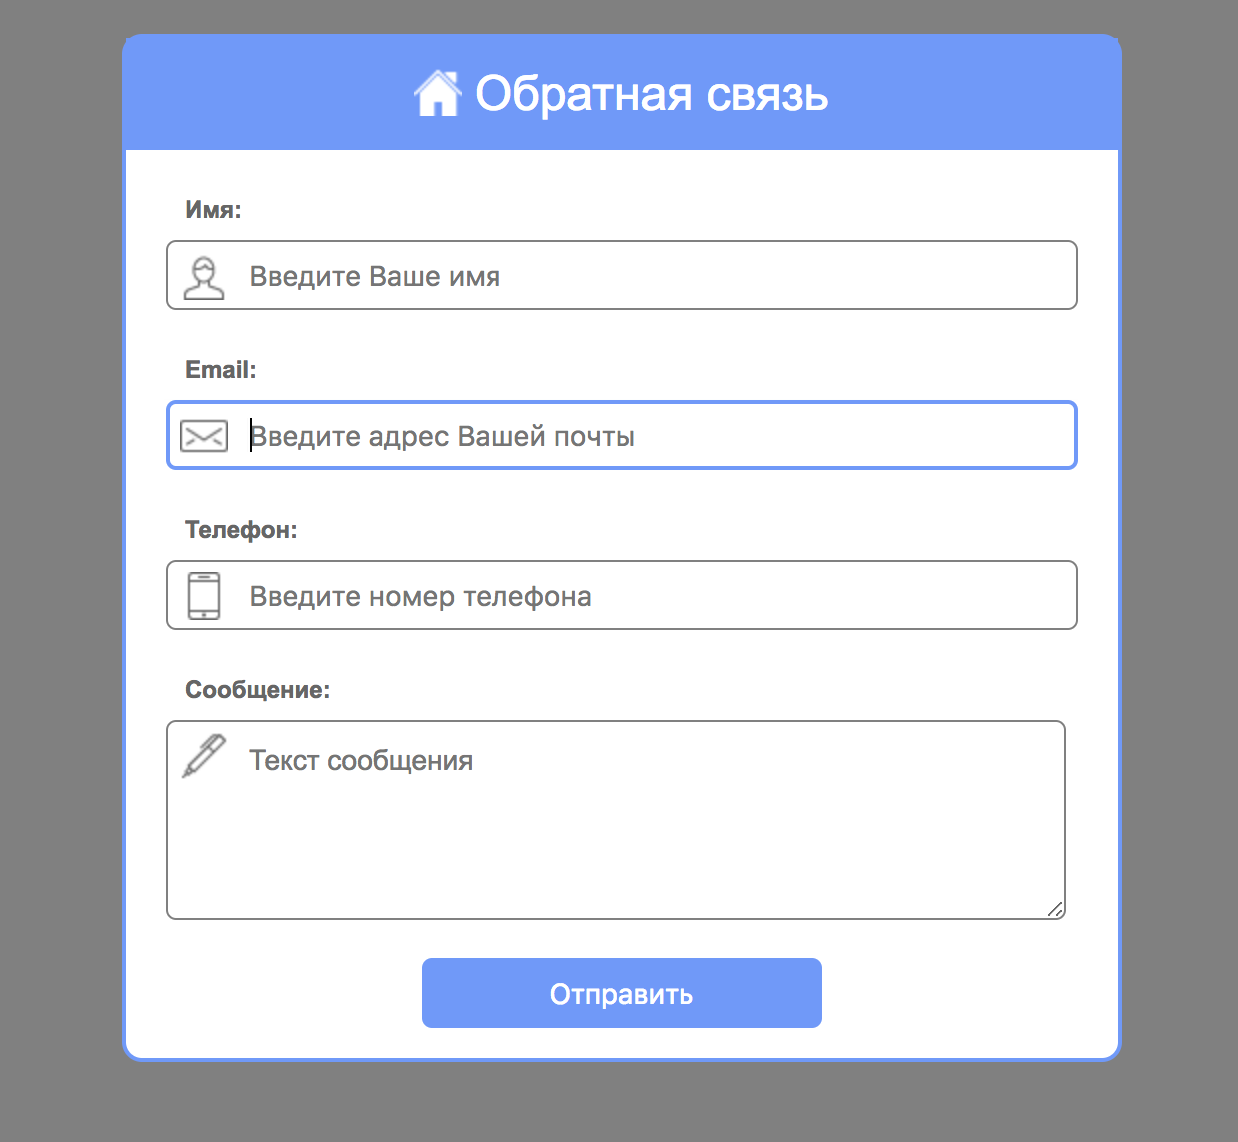 Обратная связь
Имя:
Введите Ваше имя
Email:
Введите адрес Вашей почты
Телефон:
Введите номер телефона
Сообщение:
Текст сообщения
Отправить